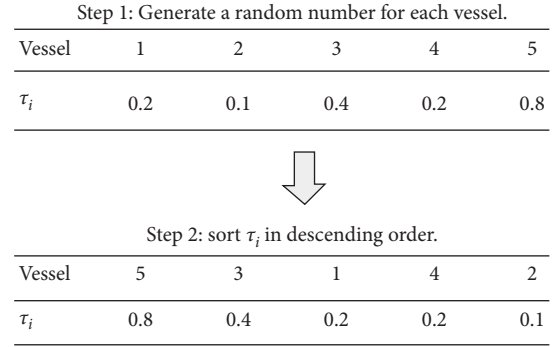 Step 1: Generate a random number for each vessel.
Vessel 1 2 3 4 5
τi 0.2 0.1 0.4 0.2 0.8
Step 2: sort τi in descending order.
Vessel 5 3 1 4 2
τi 0.8 0.4 0.2 0.2 0.1